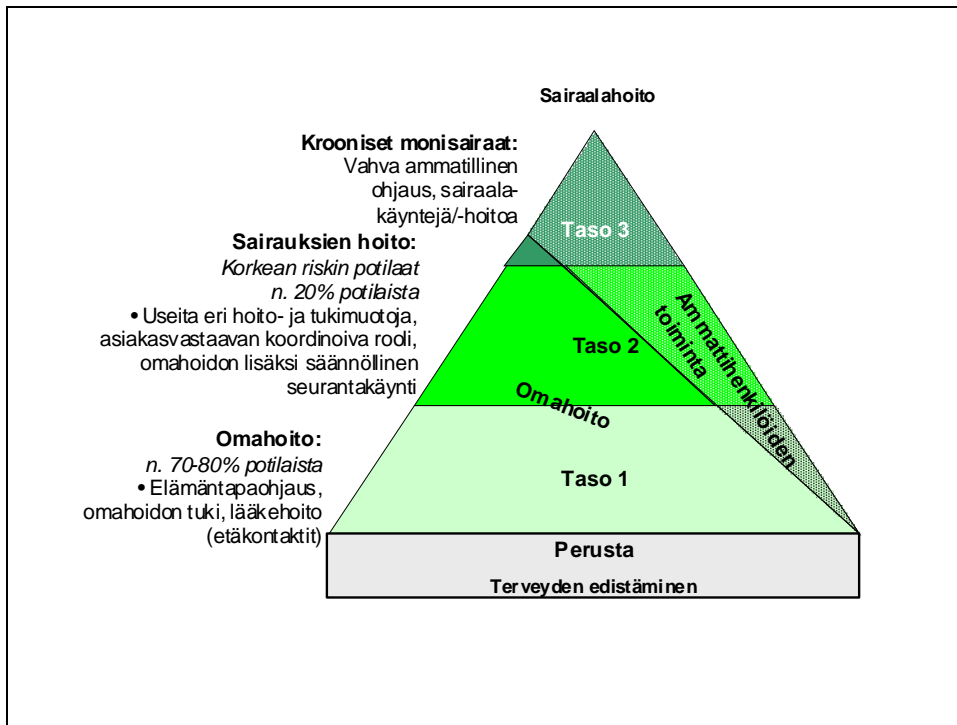 Sairaalahoito
Krooniset monisairaat:
Vahva ammatillinen
ohjaus, sairaala-
käyntejä/-hoitoa
Taso 3
Sairauksien hoito:
Korkean riskin potilaat
n. 20% potilaista
• Useita eri hoito- ja tukimuotoja,
asiakasvastaavan koordinoiva rooli,
omahoidon lisäksi säännöllinen
seurantakäynti
Taso 2
Ammattihenkilöiden
toiminta
Omahoito
Omahoito:
n. 70-80% potilaista
• Elämäntapaohjaus,
omahoidon tuki, lääkehoito
(etäkontaktit)
Taso 1
Perusta
Terveyden edistäminen